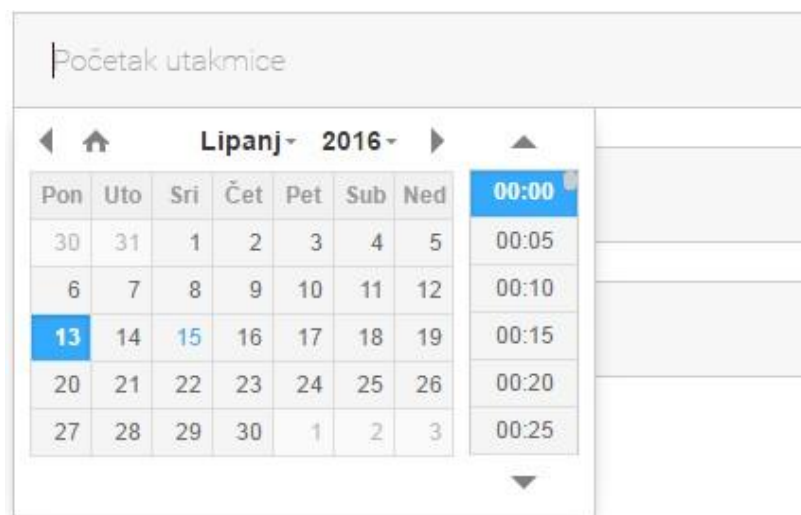 Početak utakmice
Lipanj 2016
Pon Uto Sri Čet Pet Sub Ned
30 31 1 2 3 4 5
6 7 8 9 10 11 12
13 14 15 16 17 18 19
20 21 22 23 24 25 26
27 28 29 30 1 2 3
00:00
00:05
00:10
00:15
00:20
00:25